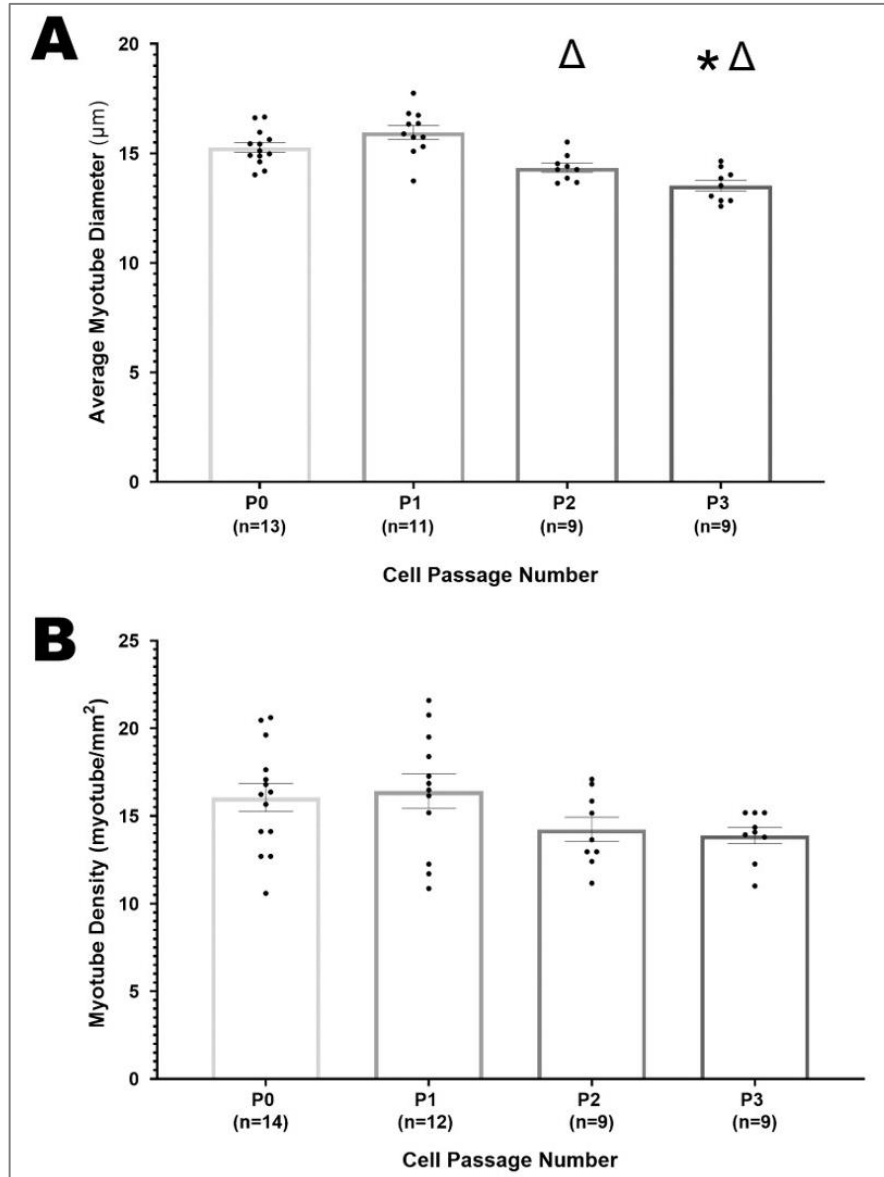 A
20
Δ
* Δ
15
10
5
0
Average Myotube Diameter (μm)
P0
P1
P2
P3
(n=13)
(n=11)
(n=9)
(n=9)
Cell Passage Number
B
25
20
15
10
5
0
Myotube Density (myotube/mm²)
P0
P1
P2
P3
(n=14)
(n=12)
(n=9)
(n=9)
Cell Passage Number